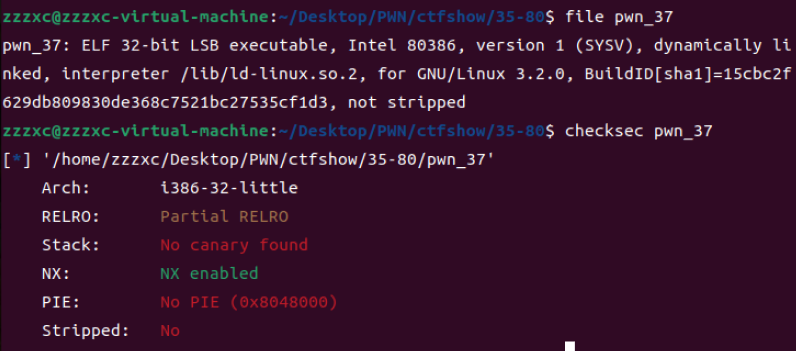 zzzxc@zzzxc-virtual-machine:~/Desktop/PWN/ctfshow/35-80$ file pwn_37
pwn_37: ELF 32-bit LSB executable, Intel 80386, version 1 (SYSV), dynamically li
nked, interpreter /lib/ld-linux.so.2, for GNU/Linux 3.2.0, BuildID[sha1]=15cbc2f
629db809830de368c7521bc27535cf1d3, not stripped
zzzxc@zzzxc-virtual-machine:~/Desktop/PWN/ctfshow/35-80$ checksec pwn_37
[*] '/home/zzzxc/Desktop/PWN/ctfshow/35-80/pwn_37'
    Arch:       i386-32-little
    RELRO:      Partial RELRO
    Stack:      No canary found
    NX:         NX enabled
    PIE:        No PIE (0x8048000)
    Stripped:   No